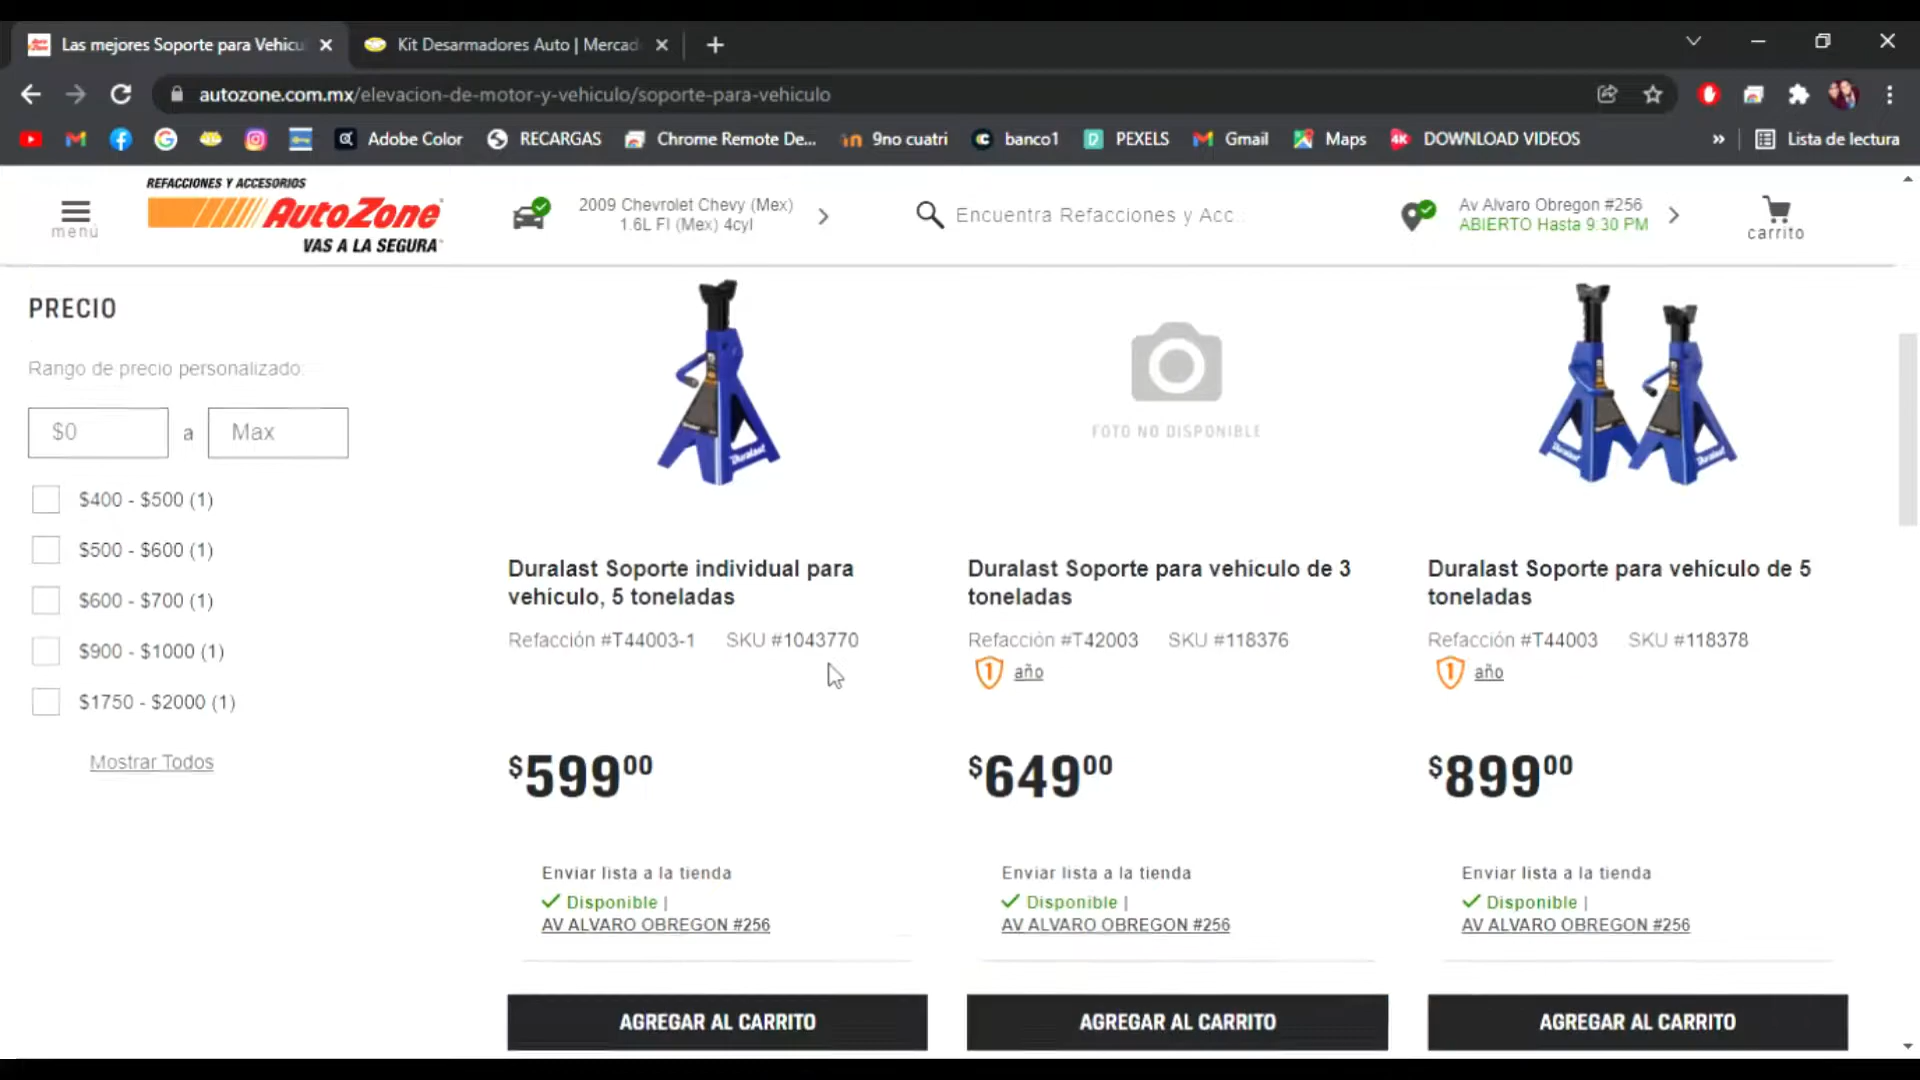 Las mejores Soporte para Vehicu
Kit Desarmadores Auto | Mercad
autozone.com.mx/elevacion-de-motor-y-vehiculo/soporte-para-vehiculo
Adobe Color
RECARGAS
Chrome Remote De...
9no cuatri
banco1
PEXELS
Gmail
Maps
DOWNLOAD VIDEOS
»
Lista de lectura
menú
REFACCIONES Y ACCESORIOS
AutoZone
VAS A LA SEGURA
2009 Chevrolet Chevy (Mex)
1.6L FI (Mex) 4cyl
Encuentra Refacciones y Acc...
Av Alvaro Obregon #256
ABIERTO Hasta 9:30 PM
carrito
PRECIO
Rango de precio personalizado:
$0 a Max
$400 - $500 (1)
$500 - $600 (1)
$600 - $700 (1)
$900 - $1000 (1)
$1750 - $2000 (1)
Mostrar Todos
Duralast
Duralast Soporte individual para
vehículo, 5 toneladas
Refacción #T44003-1 SKU #1043770
$599.00
Enviar lista a la tienda
Disponible |
AV ALVARO OBREGON #256
AGREGAR AL CARRITO
FOTO NO DISPONIBLE
Duralast Soporte para vehículo de 3
toneladas
Refacción #T42003 SKU #118376
1 año
$649.00
Enviar lista a la tienda
Disponible |
AV ALVARO OBREGON #256
AGREGAR AL CARRITO
Duralast
Duralast
Duralast Soporte para vehículo de 5
toneladas
Refacción #T44003 SKU #118378
1 año
$899.00
Enviar lista a la tienda
Disponible |
AV ALVARO OBREGON #256
AGREGAR AL CARRITO